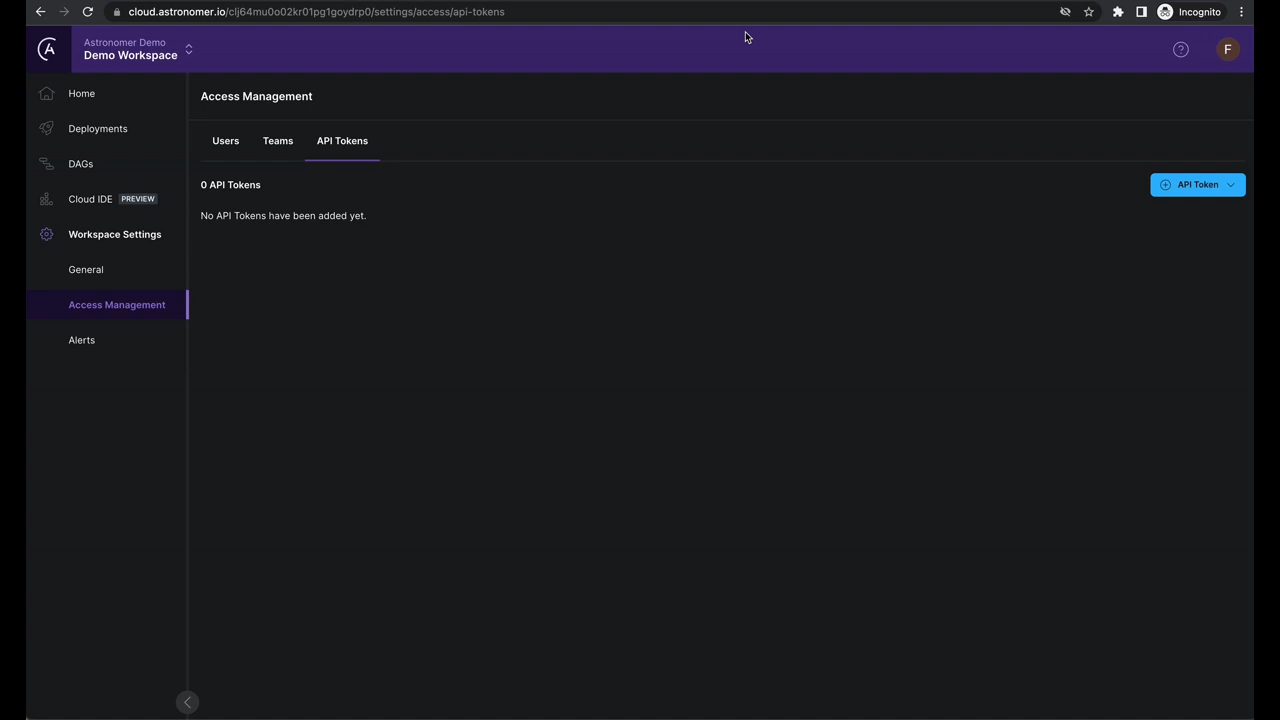 cloud.astronomer.io/clj64mu0o02kr01pg1goydrp0/settings/access/api-tokens
Incognito
Astronomer Demo
Demo Workspace
F
Home
Deployments
DAGs
Cloud IDE PREVIEW
Workspace Settings
General
Access Management
Alerts
Access Management
Users Teams API Tokens
0 API Tokens
API Token
No API Tokens have been added yet.